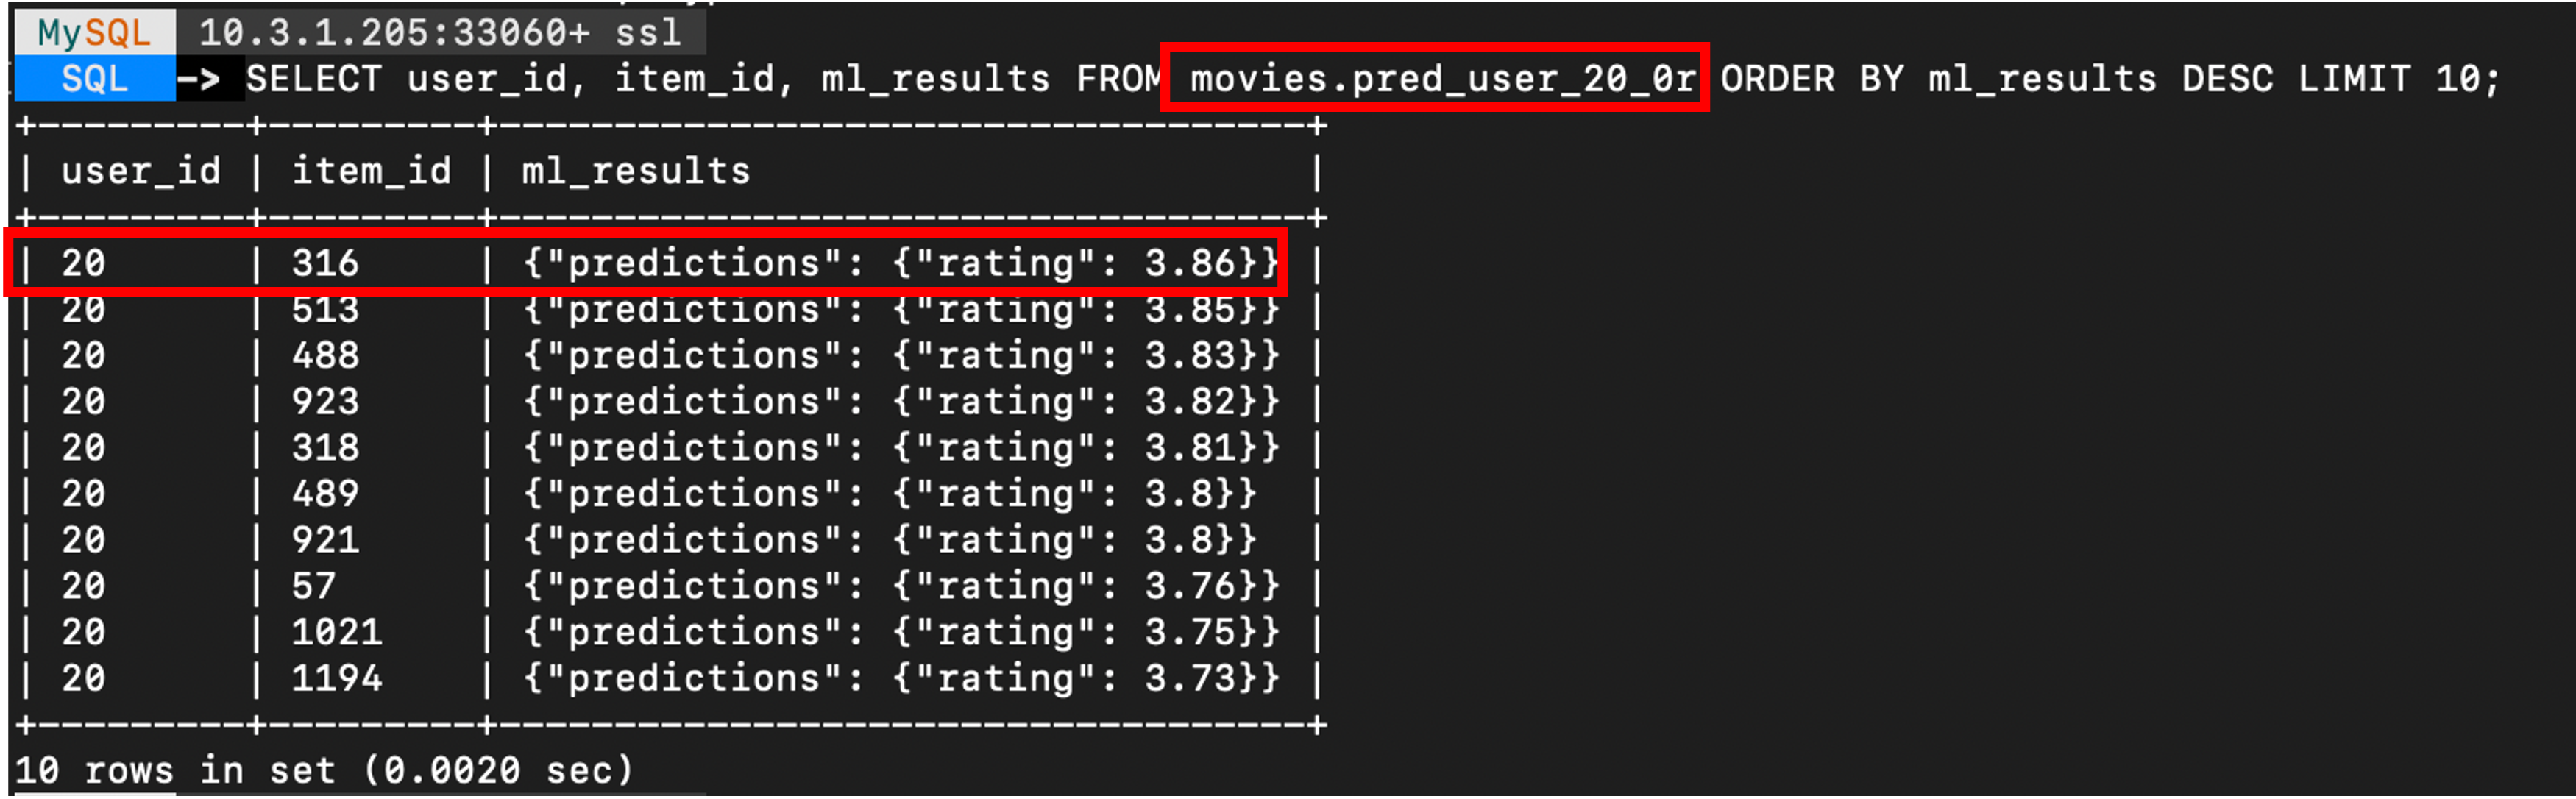 MySQL 10.3.1.205:33060+ ssl
SQL -> SELECT user_id, item_id, ml_results FROM movies.pred_user_20_0r ORDER BY ml_results DESC LIMIT 10;
+---------+---------+-----------------------------------+
| user_id | item_id | ml_results                        |
+---------+---------+-----------------------------------+
| 20      | 316     | {"predictions": {"rating": 3.86}} |
| 20      | 513     | {"predictions": {"rating": 3.85}} |
| 20      | 488     | {"predictions": {"rating": 3.83}} |
| 20      | 923     | {"predictions": {"rating": 3.82}} |
| 20      | 318     | {"predictions": {"rating": 3.81}} |
| 20      | 489     | {"predictions": {"rating": 3.8}}  |
| 20      | 921     | {"predictions": {"rating": 3.8}}  |
| 20      | 57      | {"predictions": {"rating": 3.76}} |
| 20      | 1021    | {"predictions": {"rating": 3.75}} |
| 20      | 1194    | {"predictions": {"rating": 3.73}} |
+---------+---------+-----------------------------------+
10 rows in set (0.0020 sec)